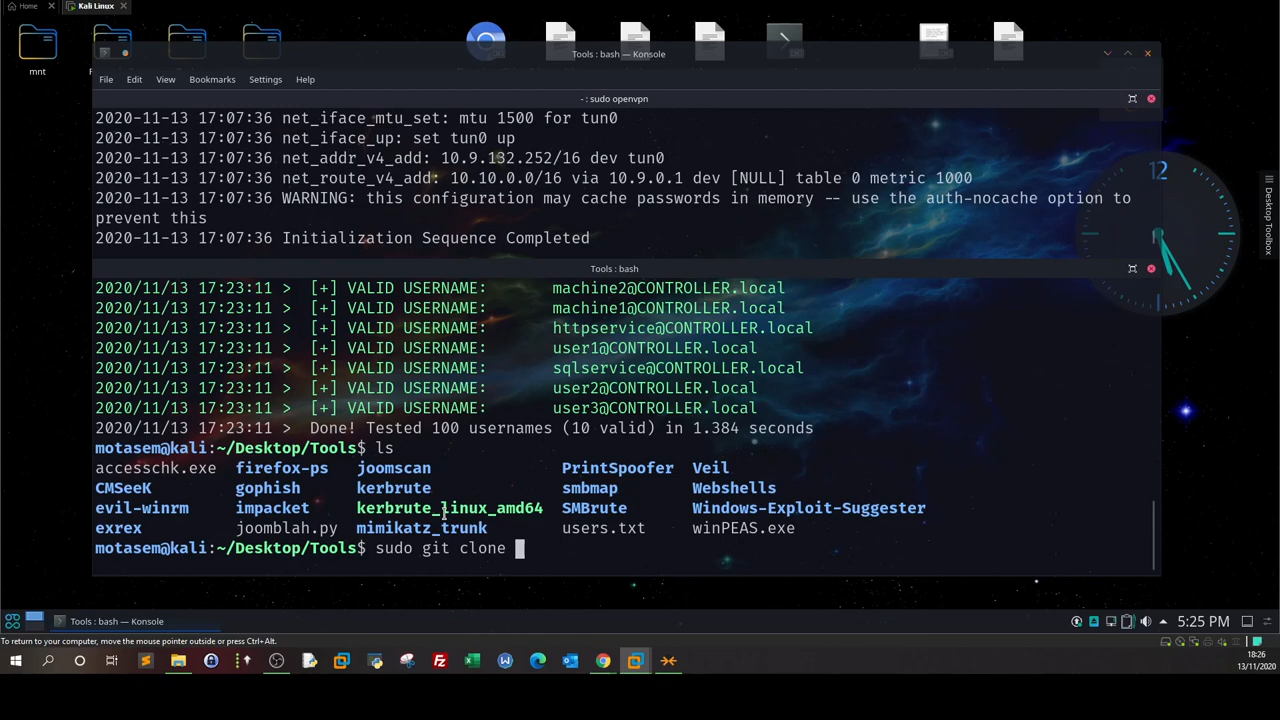 Home
Kali Linux
mnt
Tools : bash — Konsole
File Edit View Bookmarks Settings Help
~ : sudo openvpn
2020-11-13 17:07:36 net_iface_mtu_set: mtu 1500 for tun0
2020-11-13 17:07:36 net_iface_up: set tun0 up
2020-11-13 17:07:36 net_addr_v4_add: 10.9.132.252/16 dev tun0
2020-11-13 17:07:36 net_route_v4_add: 10.10.0.0/16 via 10.9.0.1 dev [NULL] table 0 metric 1000
2020-11-13 17:07:36 WARNING: this configuration may cache passwords in memory -- use the auth-nocache option to
prevent this
2020-11-13 17:07:36 Initialization Sequence Completed
12
Desktop Toolbox
Tools : bash
2020/11/13 17:23:11 > [+] VALID USERNAME: machine2@CONTROLLER.local
2020/11/13 17:23:11 > [+] VALID USERNAME: machine1@CONTROLLER.local
2020/11/13 17:23:11 > [+] VALID USERNAME: httpservice@CONTROLLER.local
2020/11/13 17:23:11 > [+] VALID USERNAME: user1@CONTROLLER.local
2020/11/13 17:23:11 > [+] VALID USERNAME: sqlservice@CONTROLLER.local
2020/11/13 17:23:11 > [+] VALID USERNAME: user2@CONTROLLER.local
2020/11/13 17:23:11 > [+] VALID USERNAME: user3@CONTROLLER.local
2020/11/13 17:23:11 > Done! Tested 100 usernames (10 valid) in 1.384 seconds
motasem@kali:~/Desktop/Tools$ ls
accesschk.exe firefox-ps joomscan PrintSpoofer Veil
CMSeeK gophish kerbrute smbmap Webshells
evil-winrm impacket kerbrute_linux_amd64 SMBrute Windows-Exploit-Suggester
exrex joomblah.py mimikatz_trunk users.txt winPEAS.exe
motasem@kali:~/Desktop/Tools$ sudo git clone
Tools : bash — Konsole
5:25 PM
To return to your computer, move the mouse pointer outside or press Ctrl+Alt.
18:26
13/11/2020